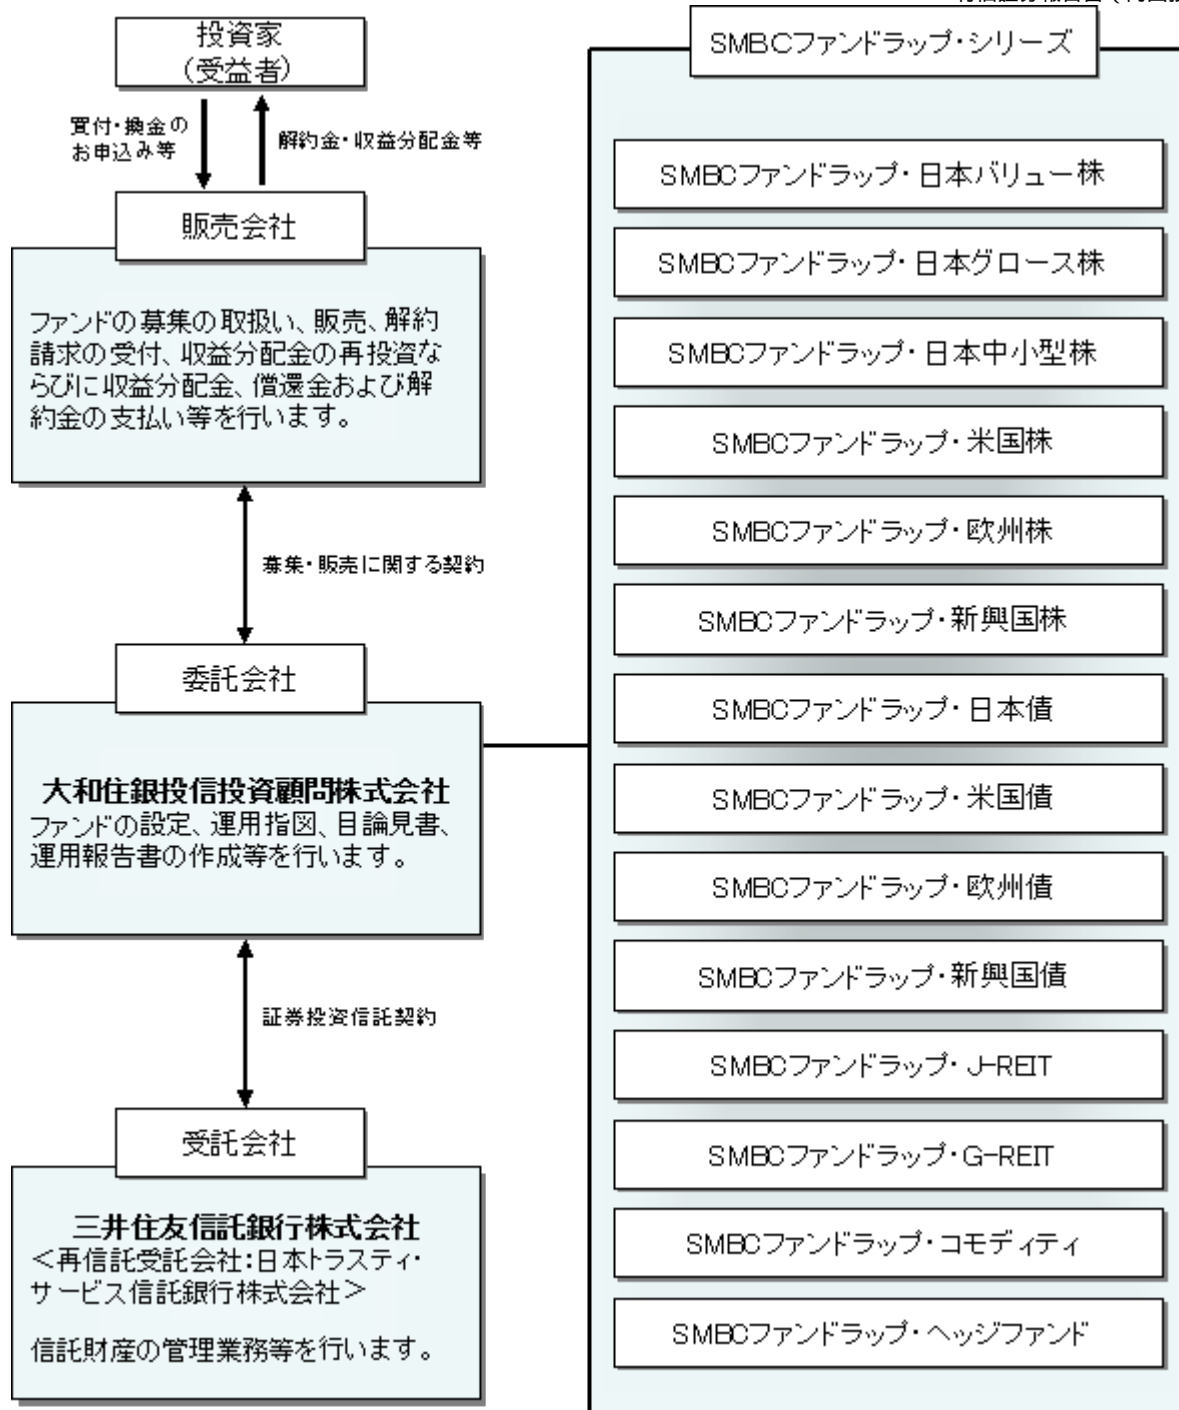 投資家
(受益者)
買付・換金の
お申込み等
解約金・収益分配金等
販売会社
ファンドの募集の取扱い、販売、解約
請求の受付、収益分配金の再投資な
らびに収益分配金、償還金および解
約金の支払い等を行います。
募集・販売に関する契約
委託会社
大和住銀投信投資顧問株式会社
ファンドの設定、運用指図、目論見書、
運用報告書の作成等を行います。
証券投資信託契約
受託会社
三井住友信託銀行株式会社
<再信託受託会社:日本トラスティ・
サービス信託銀行株式会社>
信託財産の管理業務等を行います。
SMBCファンドラップ・シリーズ
SMBCファンドラップ・日本バリュー株
SMBCファンドラップ・日本グロース株
SMBCファンドラップ・日本中小型株
SMBCファンドラップ・米国株
SMBCファンドラップ・欧州株
SMBCファンドラップ・新興国株
SMBCファンドラップ・日本債
SMBCファンドラップ・米国債
SMBCファンドラップ・欧州債
SMBCファンドラップ・新興国債
SMBCファンドラップ・J-REIT
SMBCファンドラップ・G-REIT
SMBCファンドラップ・コモディティ
SMBCファンドラップ・ヘッジファンド